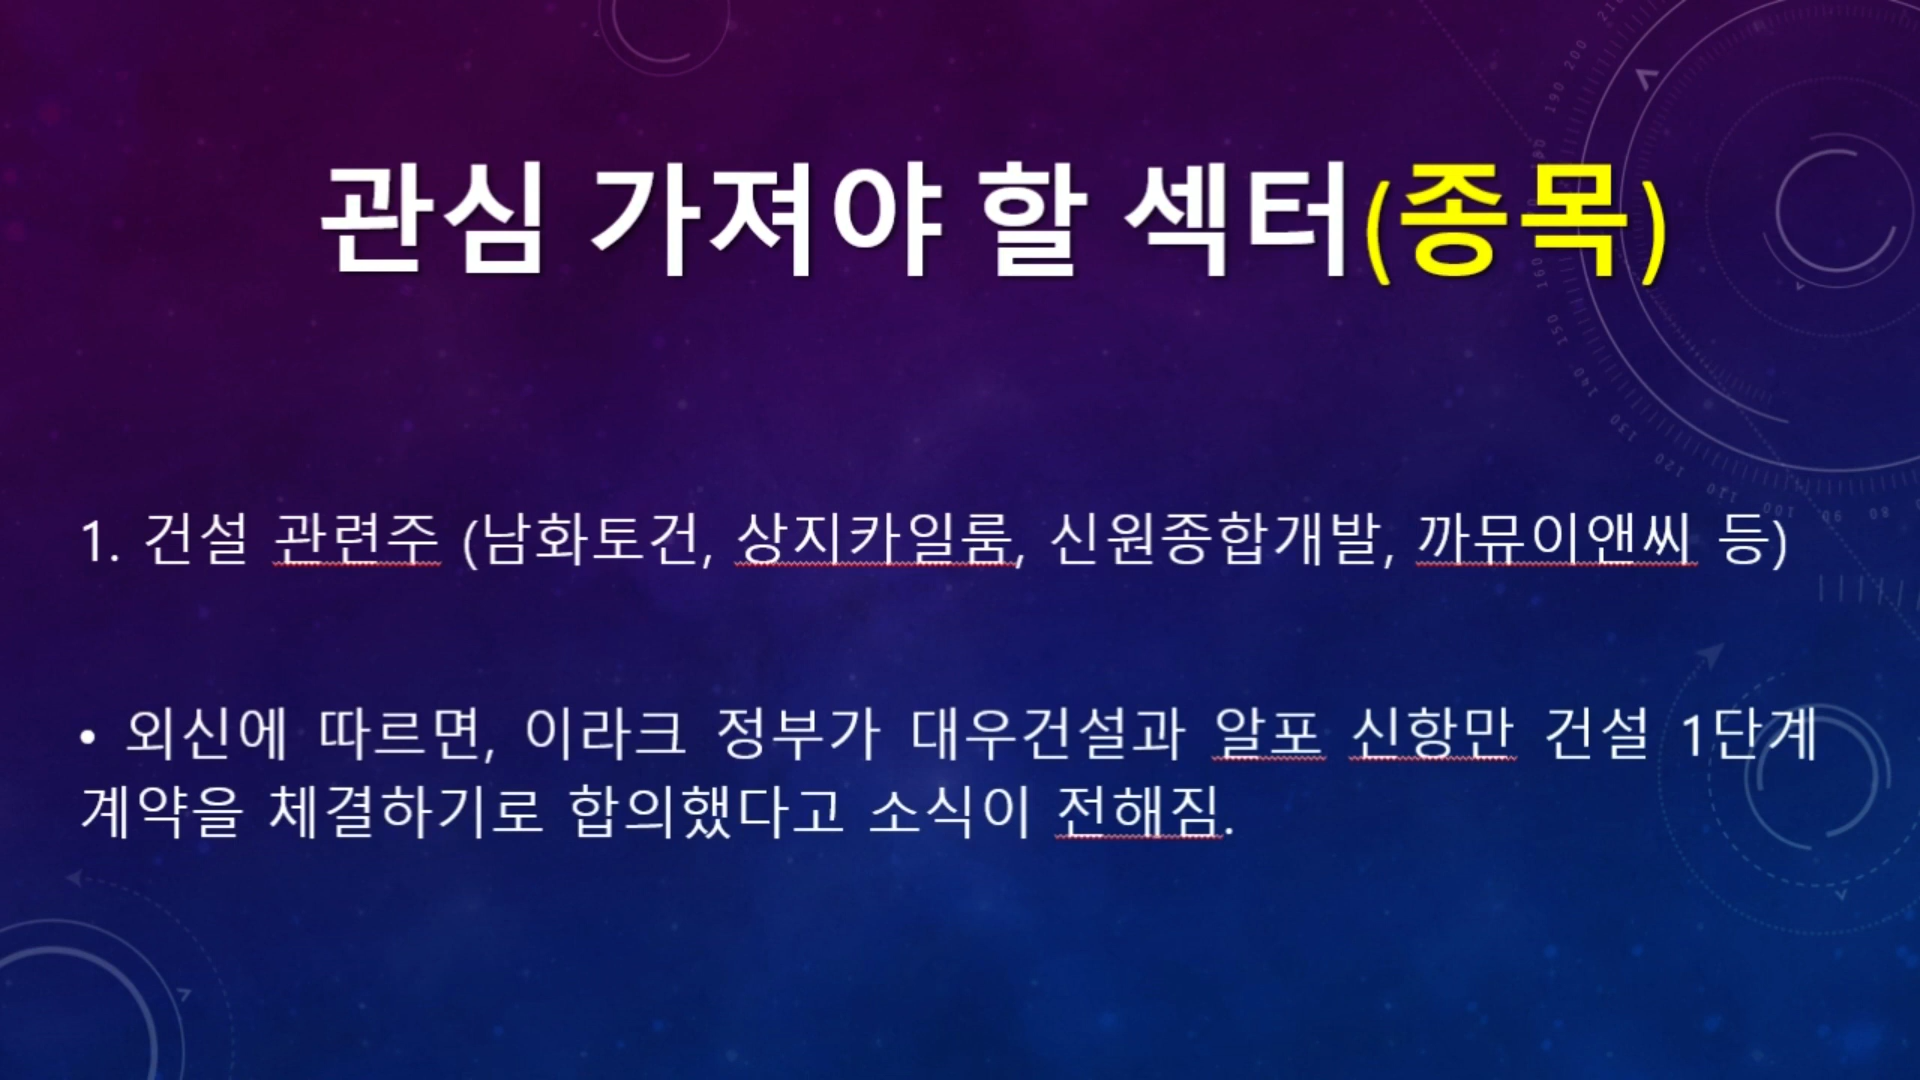 관심 가져야 할 섹터(종목)
1. 건설 관련주 (남화토건, 상지카일룸, 신원종합개발, 까뮤이앤씨 등)
• 외신에 따르면, 이라크 정부가 대우건설과 알포 신항만 건설 1단계
계약을 체결하기로 합의했다고 소식이 전해짐.